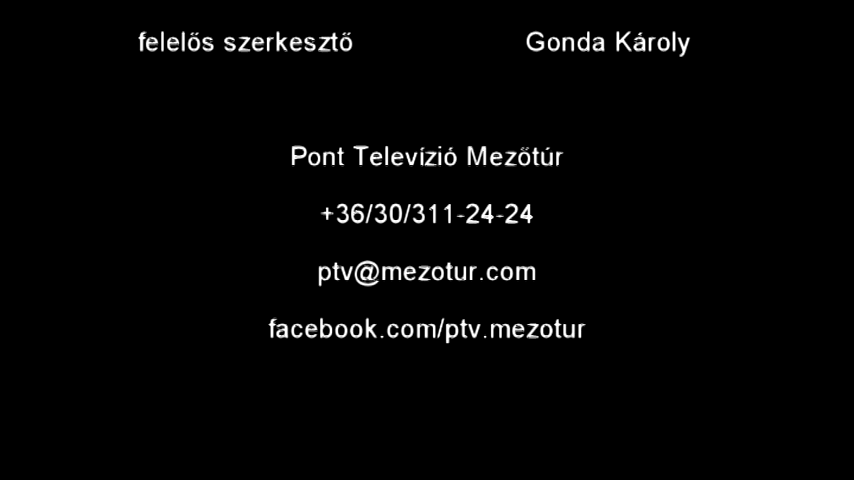 felelős szerkesztő Gonda Károly
Pont Televízió Mezőtúr
+36/30/311-24-24
ptv@mezotur.com
facebook.com/ptv.mezotur